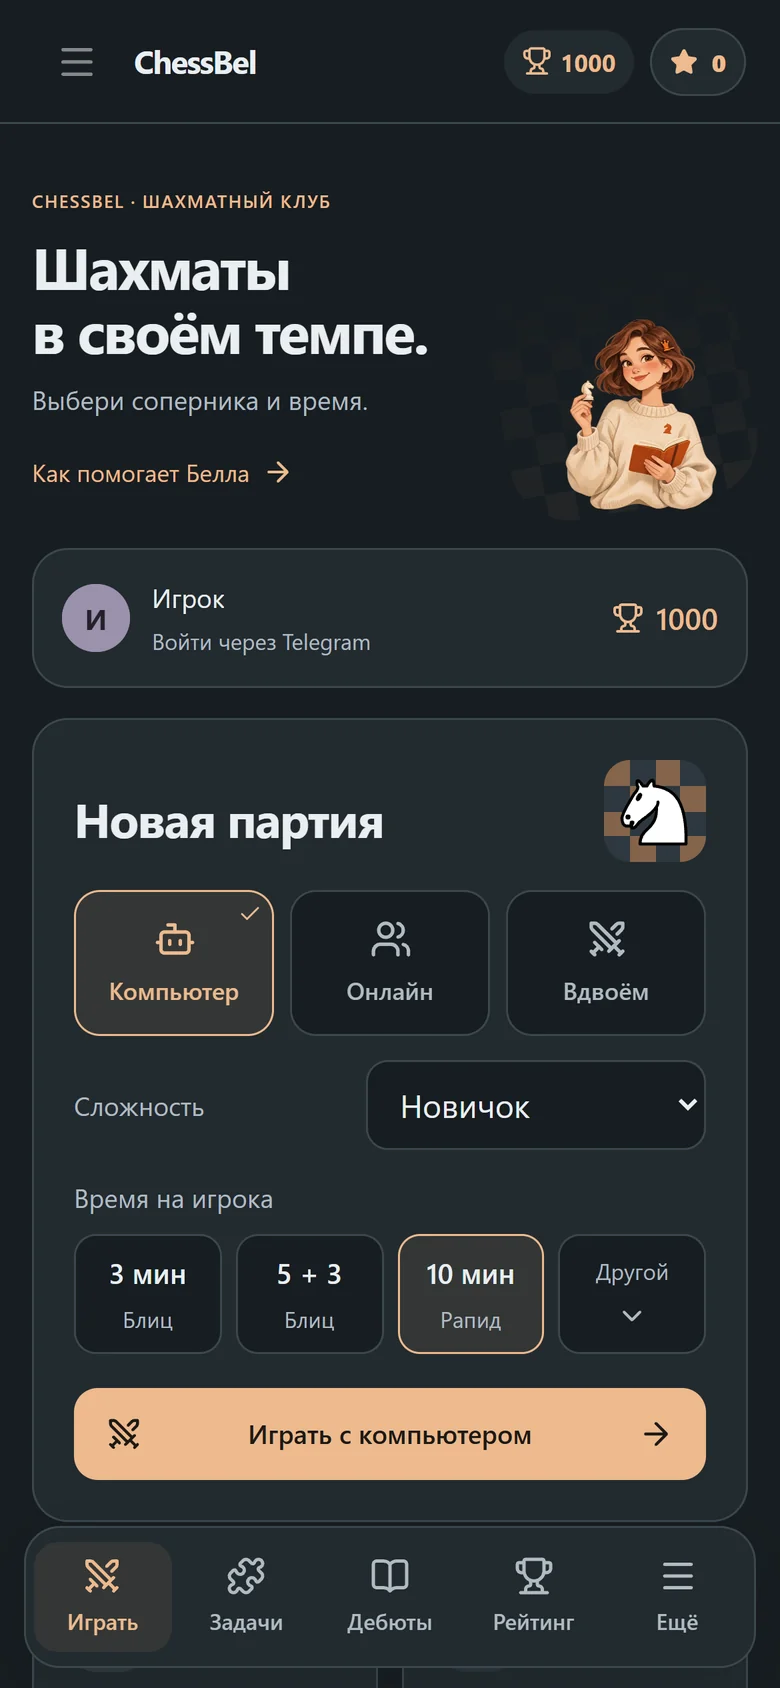 ChessBel
1000
0
CHESSBEL · ШАХМАТНЫЙ КЛУБ
Шахматы
в своём темпе.
Выбери соперника и время.
Как помогает Белла
И
Игрок
Войти через Telegram
1000
Новая партия
Компьютер
Онлайн
Вдвоём
Сложность
Новичок
Время на игрока
3 мин
Блиц
5 + 3
Блиц
10 мин
Рапид
Другой
Играть с компьютером
Играть
Задачи
Дебюты
Рейтинг
Ещё